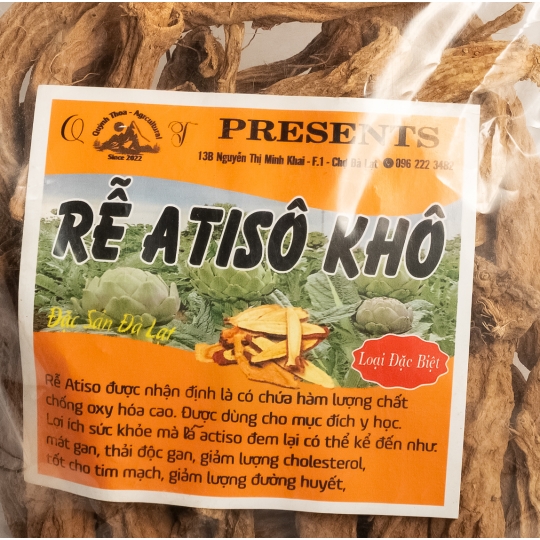 Quỳnh Thoa - Agricultural
Since 2022
Q T PRESENTS
13B Nguyễn Thị Minh Khai - F.1 - Chợ Đà Lạt 096 222 3482
RỄ ATISÔ KHÔ
Đặc Sản Đà Lạt
Loại Đặc Biệt
Rễ Atiso được nhận định là có chứa hàm lượng chất
chống oxy hóa cao. Được dùng cho mục đích y học.
Lợi ích sức khỏe mà rễ actiso đem lại có thể kể đến như:
mát gan, thải độc gan, giảm lượng cholesterol,
tốt cho tim mạch, giảm lượng đường huyết,